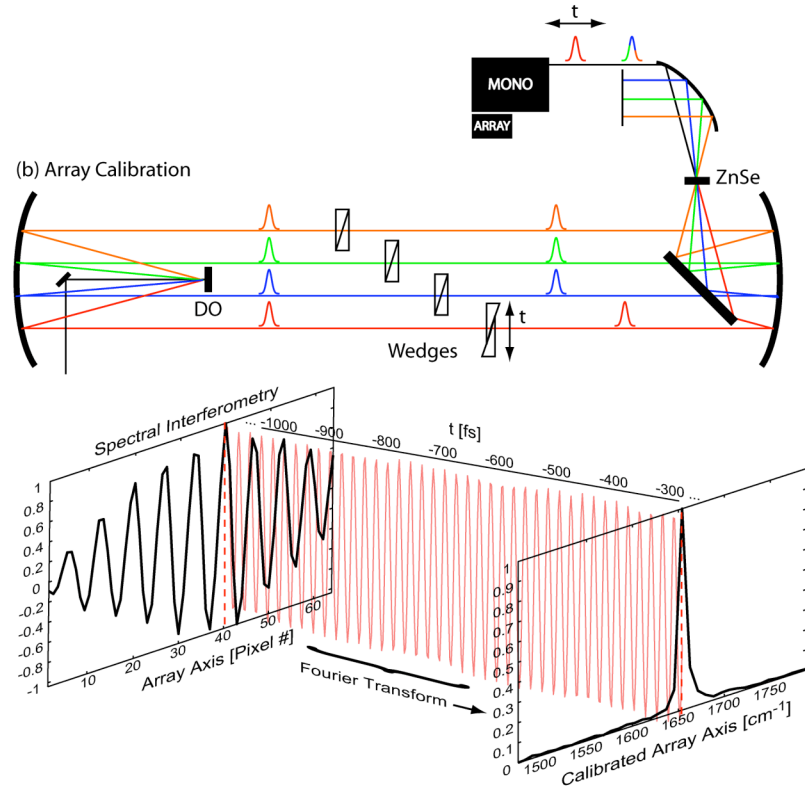 t
MONO
ARRAY
(b) Array Calibration
ZnSe
DO
t
Wedges
Spectral Interferometry
t [fs]
... -1000 -900 -800 -700 -600 -500 -400 -300 ...
1
0.8
0.6
0.4
0.2
0
-0.2
-0.4
-0.6
-0.8
-1
10 20 30 40 50 60
Array Axis [Pixel #]
Fourier Transform
1
0.9
0.8
0.7
0.6
0.5
0.4
0.3
0.2
0.1
0
1500 1550 1600 1650 1700 1750
Calibrated Array Axis [cm-1]